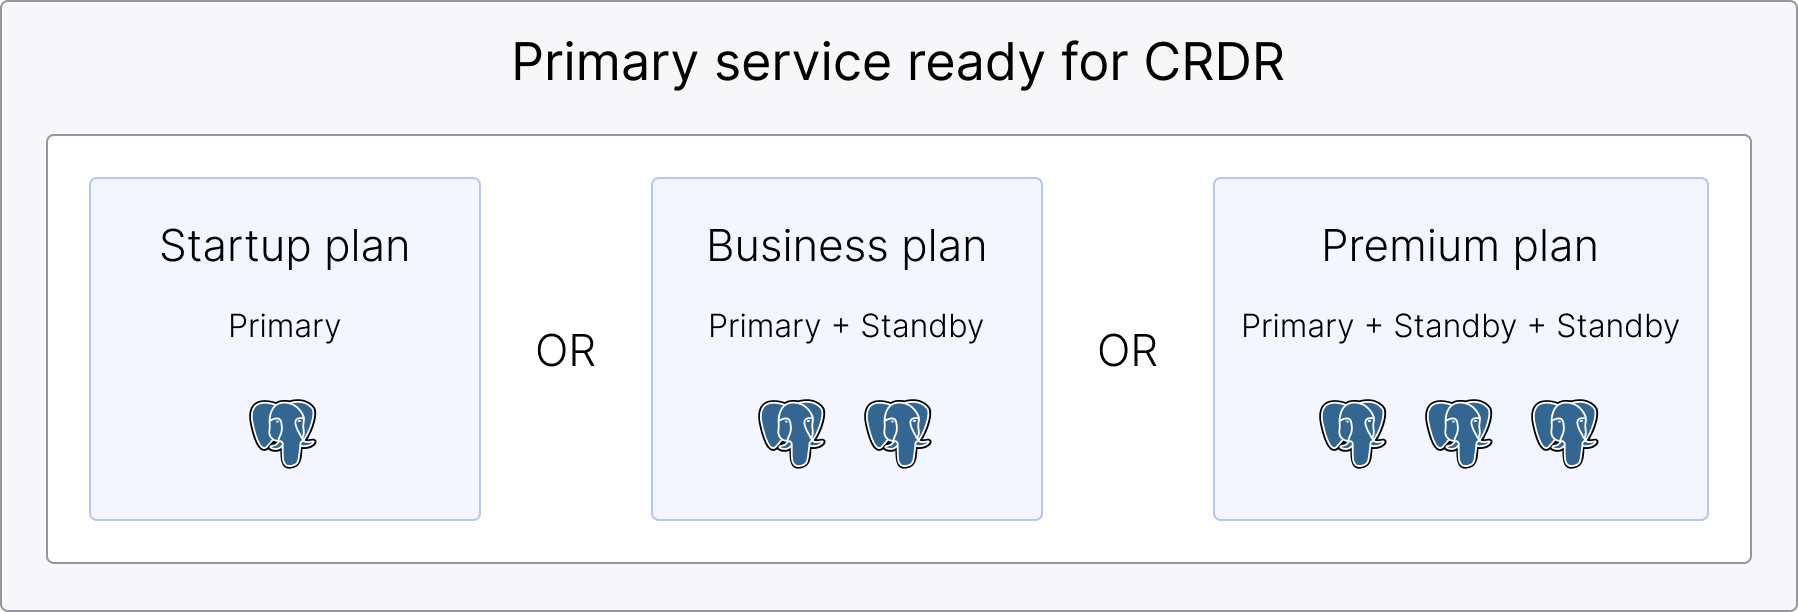 Primary service ready for CRDR
Startup plan
Primary
OR
Business plan
Primary + Standby
OR
Premium plan
Primary + Standby + Standby